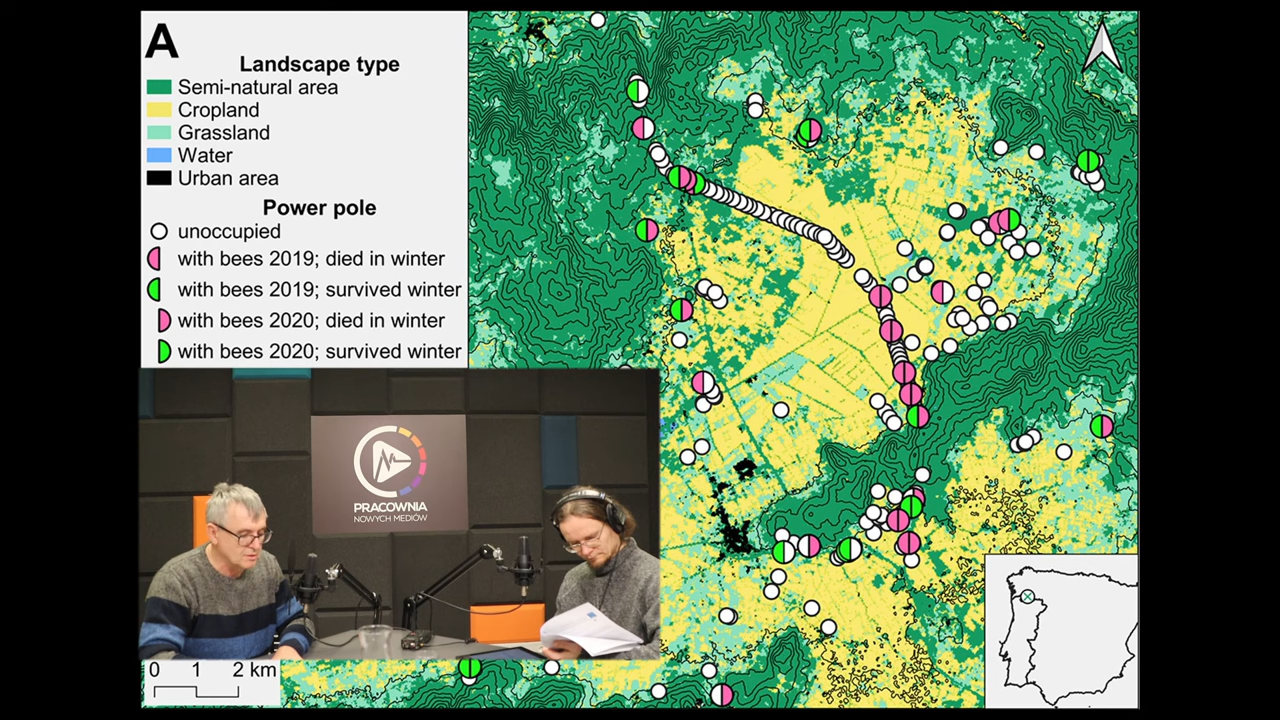 A
Landscape type
Semi-natural area
Cropland
Grassland
Water
Urban area
Power pole
unoccupied
with bees 2019; died in winter
with bees 2019; survived winter
with bees 2020; died in winter
with bees 2020; survived winter
PRACOWNIA
NOWYCH MEDIÓW
0 1 2 km